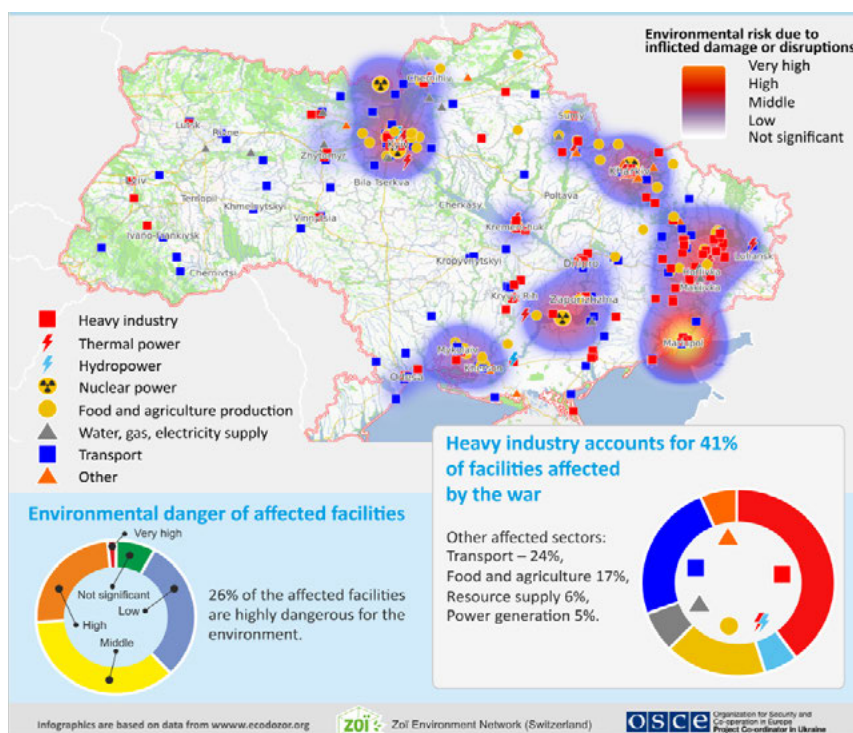 Environmental risk due to
inflicted damage or disruptions
Very high
High
Middle
Low
Not significant
Chernihiv
Sumy
Lutsk
Rivne
Kyiv
Zhytomyr
Kharkiv
Lviv
Bila Tserkva
Poltava
Ternopil
Khmelnytskyi
Cherkasy
Vinnytsia
Kremenchuk
Luhansk
Ivano-Frankivsk
Horlivka
Dnipro
Makiivka
Chernivtsi
Kropyvnytskyi
Kryvyi Rih
Zaporizhzhia
Mariupol
Mykolaiv
Kherson
Odesa
Heavy industry
Thermal power
Hydropower
Nuclear power
Food and agriculture production
Water, gas, electricity supply
Transport
Other
Heavy industry accounts for 41%
of facilities affected
by the war
Other affected sectors:
Transport – 24%,
Food and agriculture 17%,
Resource supply 6%,
Power generation 5%.
Environmental danger of affected facilities
Very high
Not significant
Low
High
Middle
26% of the affected facilities
are highly dangerous for the
environment.
Infographics are based on data from wwww.ecodozor.org
ZOÏ
Zoï Environment Network (Switzerland)
OSCE
Organization for Security and
Co-operation in Europe
Project Co-ordinator in Ukraine